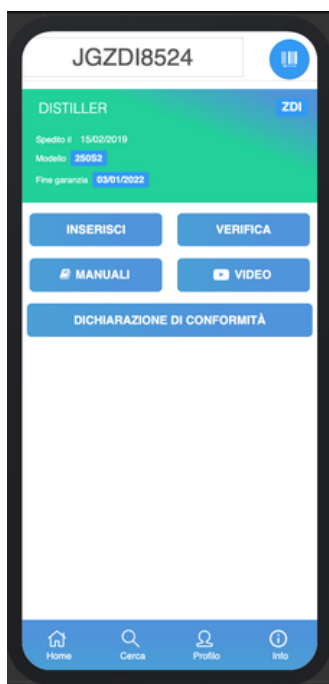 JGZDI8524
DISTILLER ZDI
Spedito il 15/02/2019
Modello 250S2
Fine garanzia 03/01/2022
INSERISCI VERIFICA
MANUALI VIDEO
DICHIARAZIONE DI CONFORMITÀ
Home Cerca Profilo Info